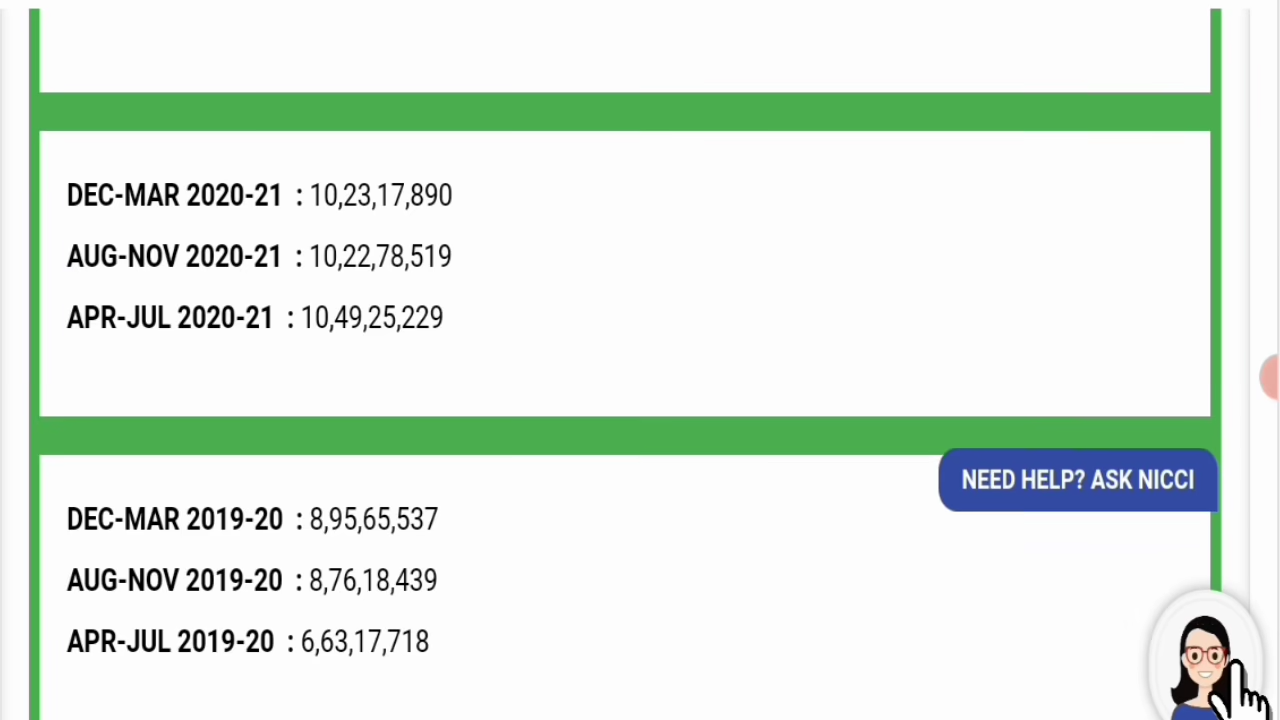 DEC-MAR 2020-21 : 10,23,17,890
AUG-NOV 2020-21 : 10,22,78,519
APR-JUL 2020-21 : 10,49,25,229
NEED HELP? ASK NICCI
DEC-MAR 2019-20 : 8,95,65,537
AUG-NOV 2019-20 : 8,76,18,439
APR-JUL 2019-20 : 6,63,17,718